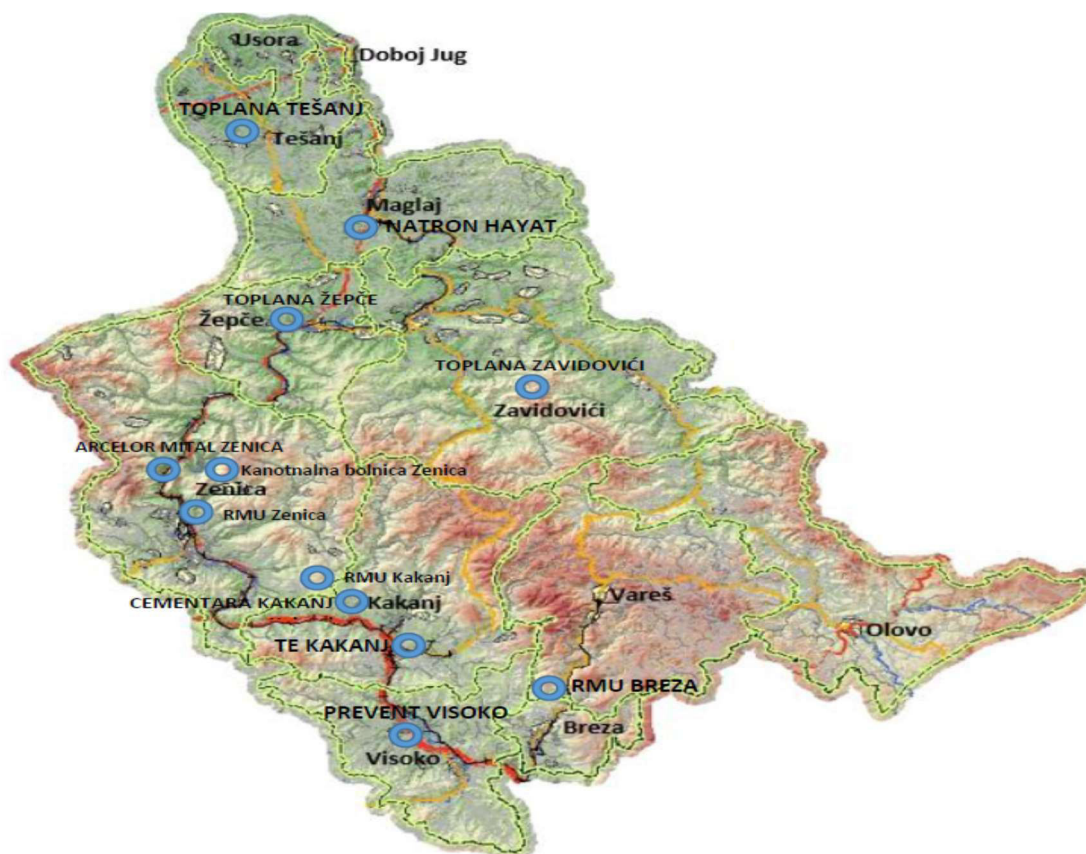 Usora
Doboj Jug
TOPLANA TEŠANJ
Tešanj
Maglaj
NATRON HAYAT
TOPLANA ŽEPČE
Žepče
TOPLANA ZAVIDOVIĆI
Zavidovići
ARCELOR MITAL ZENICA
Kanotnalna bolnica Zenica
Zenica
RMU Zenica
RMU Kakanj
CEMENTARA KAKANJ
Kakanj
Vareš
Olovo
TE KAKANJ
RMU BREZA
PREVENT VISOKO
Breza
Visoko